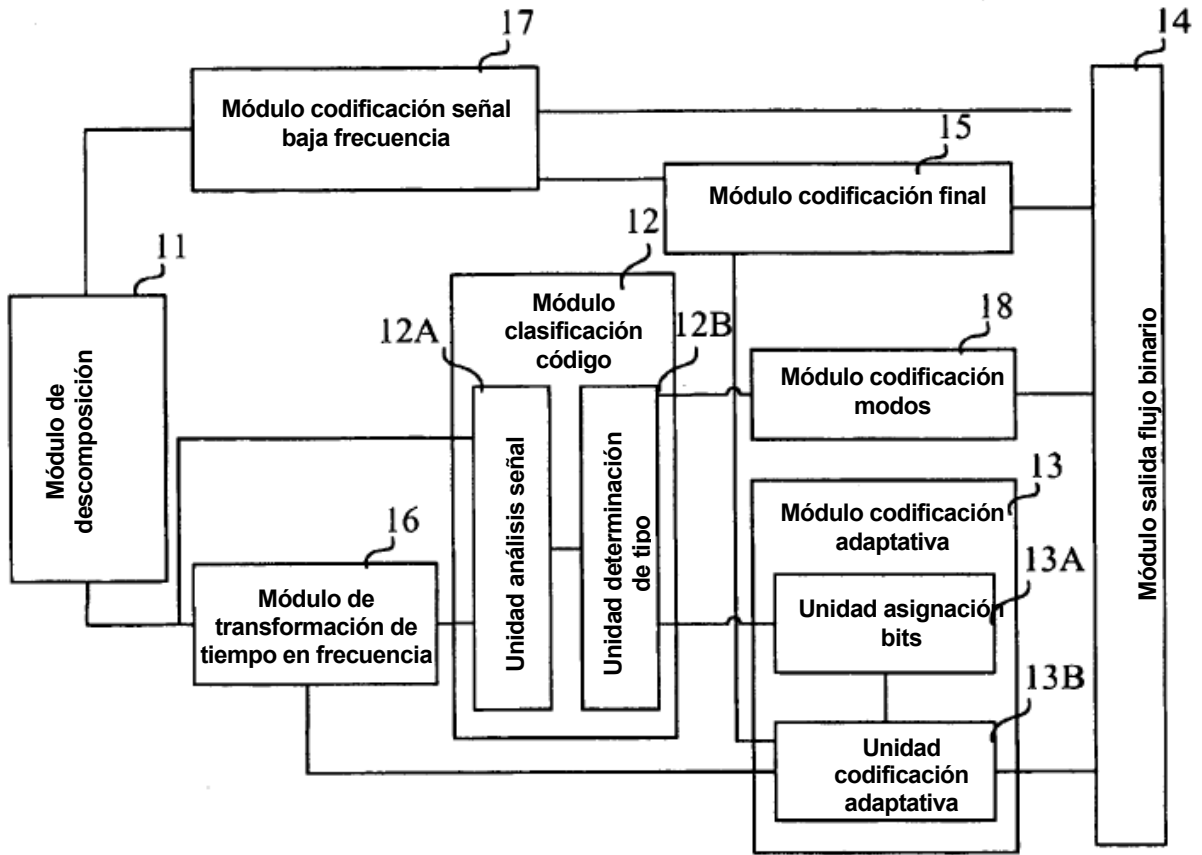 17
14
Módulo codificación señal
baja frecuencia
15
Módulo codificación final
11
12
Módulo
clasificación
código
12A
12B
18
Módulo codificación
modos
Módulo de
descomposición
Unidad análisis señal
Unidad determinación
de tipo
Módulo salida flujo binario
13
Módulo codificación
adaptativa
16
Módulo de
transformación de
tiempo en frecuencia
13A
Unidad asignación
bits
13B
Unidad
codificación
adaptativa